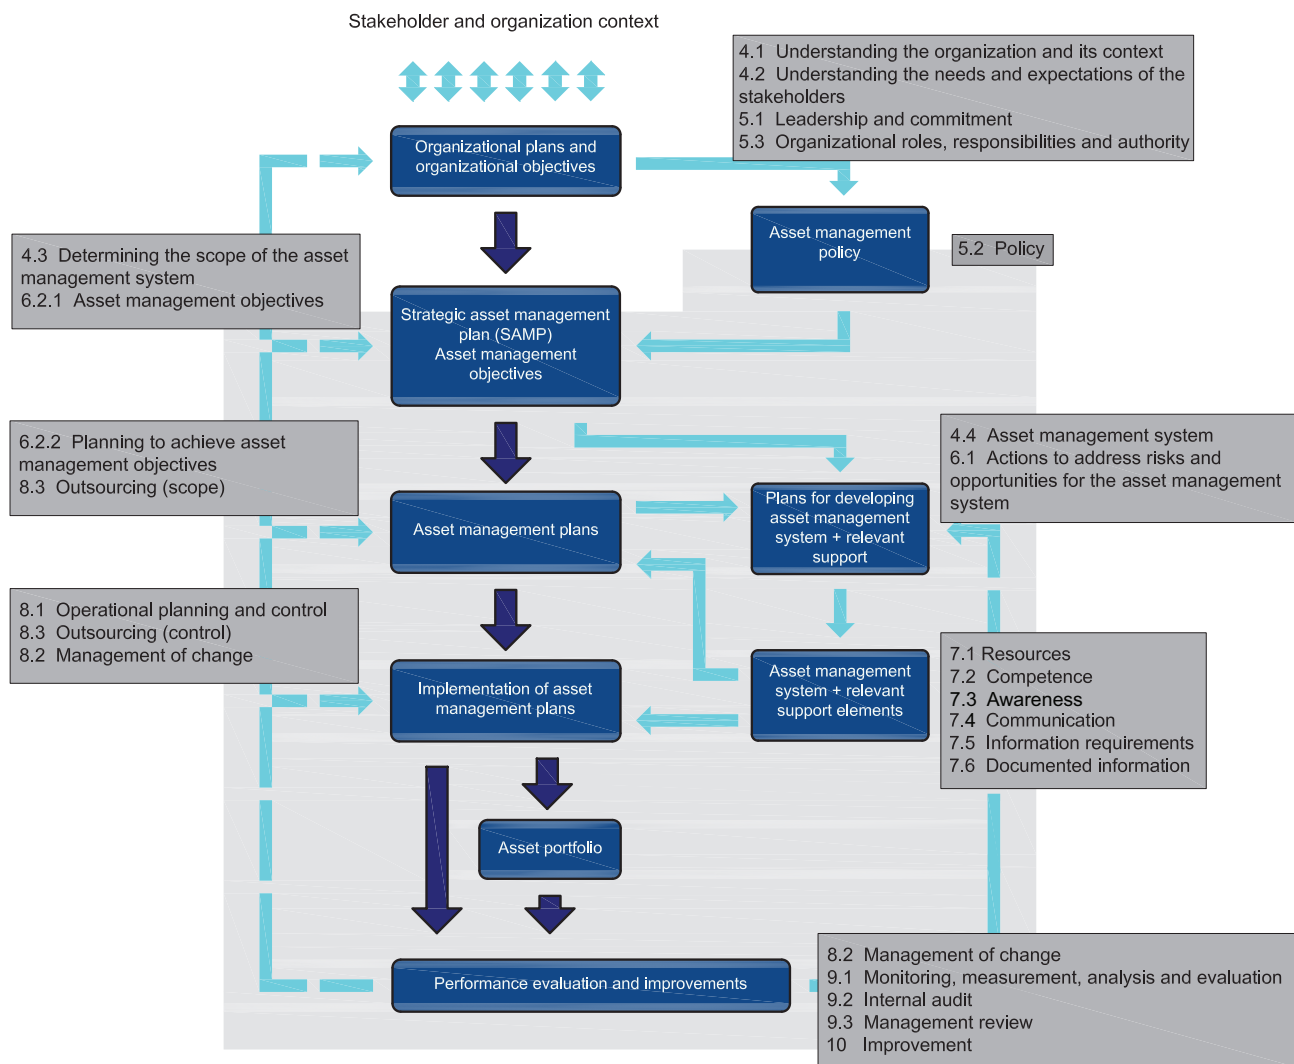 Stakeholder and organization context
4.1 Understanding the organization and its context
4.2 Understanding the needs and expectations of the
stakeholders
5.1 Leadership and commitment
5.3 Organizational roles, responsibilities and authority
Organizational plans and
organizational objectives
Asset management
policy
5.2 Policy
4.3 Determining the scope of the asset
management system
6.2.1 Asset management objectives
Strategic asset management
plan (SAMP)
Asset management
objectives
6.2.2 Planning to achieve asset
management objectives
8.3 Outsourcing (scope)
4.4 Asset management system
6.1 Actions to address risks and
opportunities for the asset management
system
Asset management plans
Plans for developing
asset management
system + relevant
support
8.1 Operational planning and control
8.3 Outsourcing (control)
8.2 Management of change
Implementation of asset
management plans
Asset management
system + relevant
support elements
7.1 Resources
7.2 Competence
7.3 Awareness
7.4 Communication
7.5 Information requirements
7.6 Documented information
Asset portfolio
Performance evaluation and improvements
8.2 Management of change
9.1 Monitoring, measurement, analysis and evaluation
9.2 Internal audit
9.3 Management review
10 Improvement